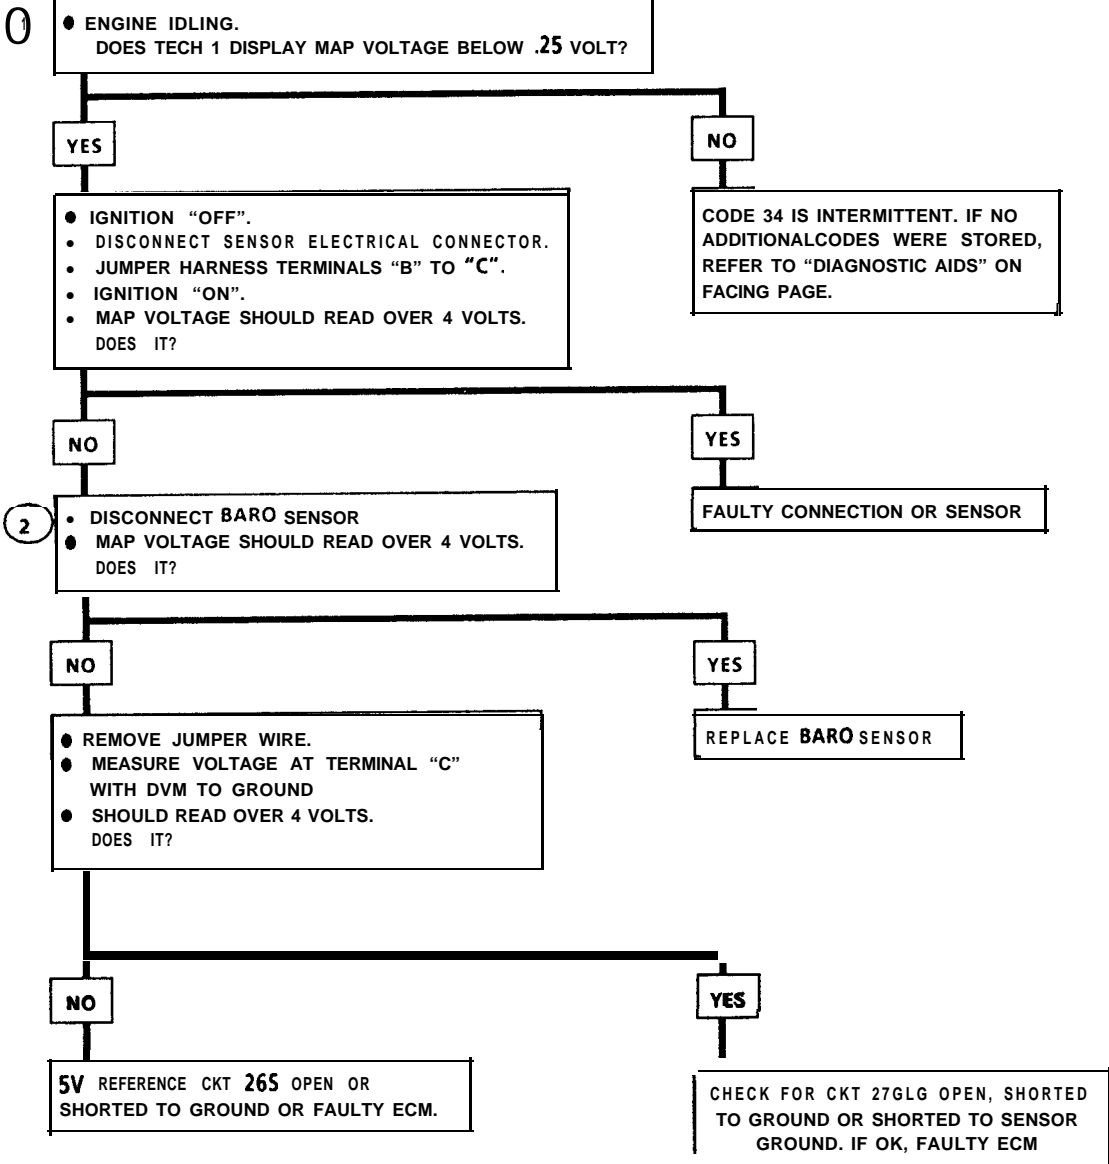 01
● ENGINE IDLING.
DOES TECH 1 DISPLAY MAP VOLTAGE BELOW .25 VOLT?
YES
NO
● IGNITION “OFF”.
• DISCONNECT SENSOR ELECTRICAL CONNECTOR.
• JUMPER HARNESS TERMINALS “B” TO “C”.
• IGNITION “ON”.
• MAP VOLTAGE SHOULD READ OVER 4 VOLTS.
DOES IT?
CODE 34 IS INTERMITTENT. IF NO
ADDITIONALCODES WERE STORED,
REFER TO “DIAGNOSTIC AIDS” ON
FACING PAGE.
NO
YES
2
• DISCONNECT BARO SENSOR
● MAP VOLTAGE SHOULD READ OVER 4 VOLTS.
DOES IT?
FAULTY CONNECTION OR SENSOR
NO
YES
● REMOVE JUMPER WIRE.
● MEASURE VOLTAGE AT TERMINAL “C”
WITH DVM TO GROUND
● SHOULD READ OVER 4 VOLTS.
DOES IT?
REPLACE BARO SENSOR
NO
YES
5V REFERENCE CKT 26S OPEN OR
SHORTED TO GROUND OR FAULTY ECM.
CHECK FOR CKT 27GLG OPEN, SHORTED
TO GROUND OR SHORTED TO SENSOR
GROUND. IF OK, FAULTY ECM